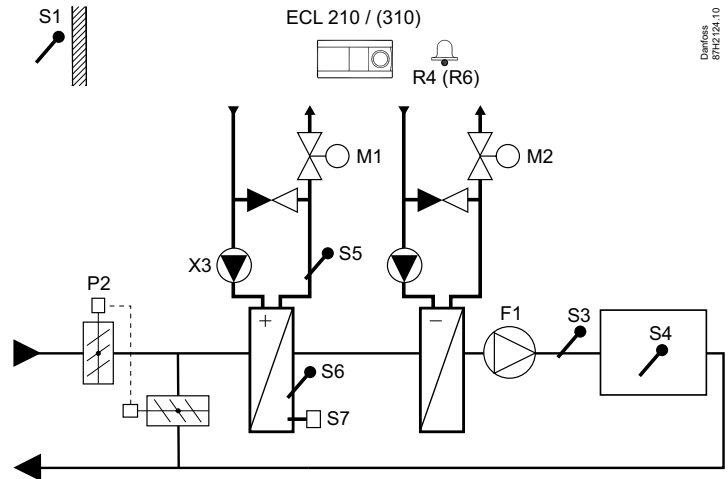 S1
ECL 210 / (310)
Danfoss
87H2124.10
R4 (R6)
M1
M2
X3
S5
P2
F1
S3
S4
+
−
S6
S7